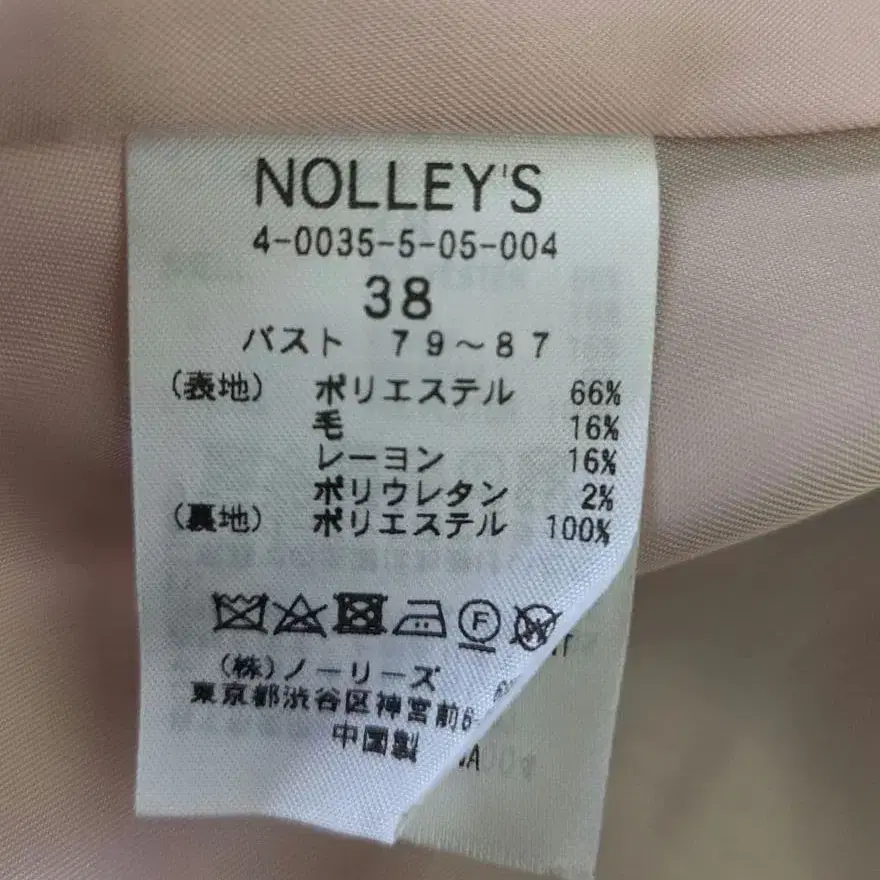 NOLLEY'S
4-0035-5-05-004
38
バスト 79～87
(表地) ポリエステル 66%
毛 16%
レーヨン 16%
ポリウレタン 2%
(裏地) ポリエステル 100%
F
(株)ノーリーズ
東京都渋谷区神宮前6-
中国製